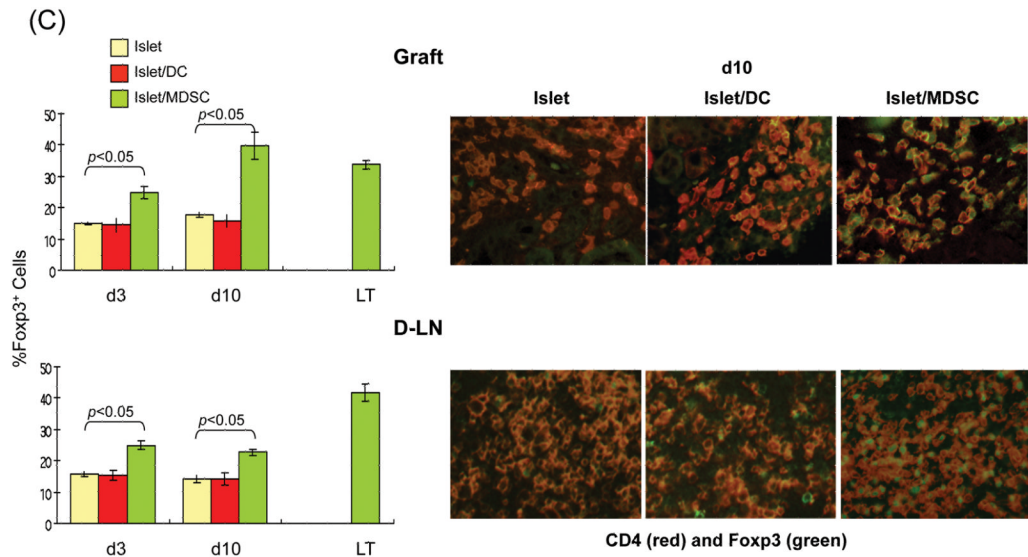 (C)
Islet
Islet/DC
Islet/MDSC
Graft
d10
Islet
Islet/DC
Islet/MDSC
%Foxp3+ Cells
50
40
30
20
10
0
p<0.05
p<0.05
d3
d10
LT
D-LN
50
40
30
20
10
0
p<0.05
p<0.05
d3
d10
LT
CD4 (red) and Foxp3 (green)